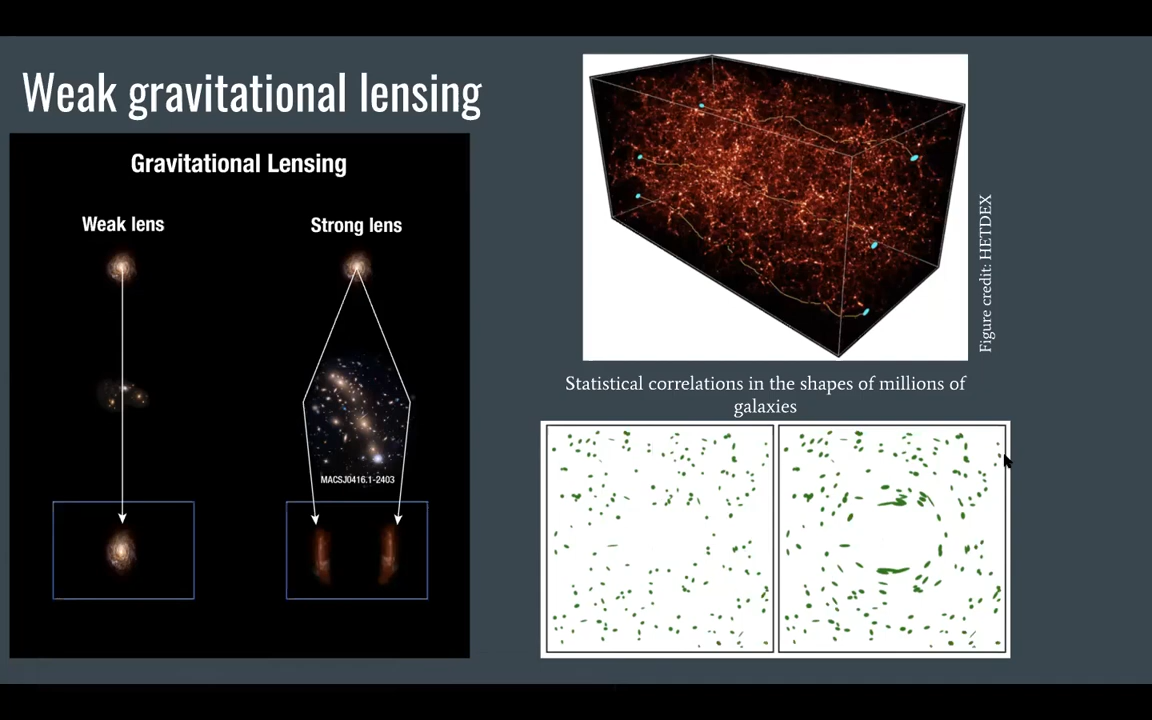 Weak gravitational lensing
Gravitational Lensing
Weak lens
Strong lens
MACSJ0416.1-2403
Figure credit: HETDEX
Statistical correlations in the shapes of millions of
galaxies